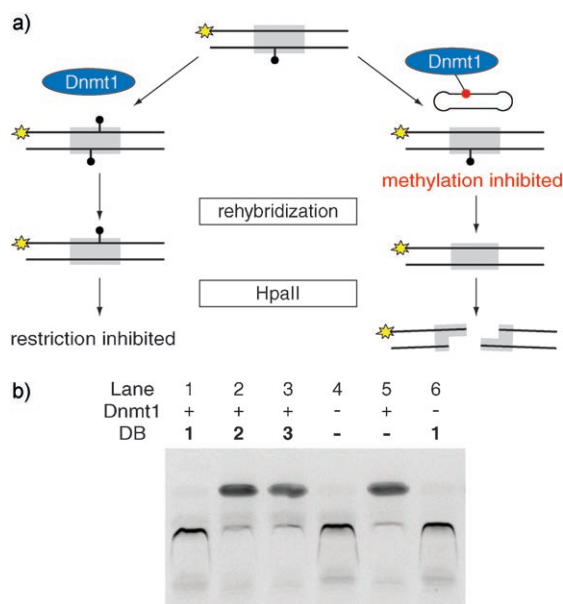 a)
Dnmt1
Dnmt1
methylation inhibited
rehybridization
HpaII
restriction inhibited
b)
Lane 1 2 3 4 5 6
Dnmt1 + + + - + -
DB 1 2 3 - - 1